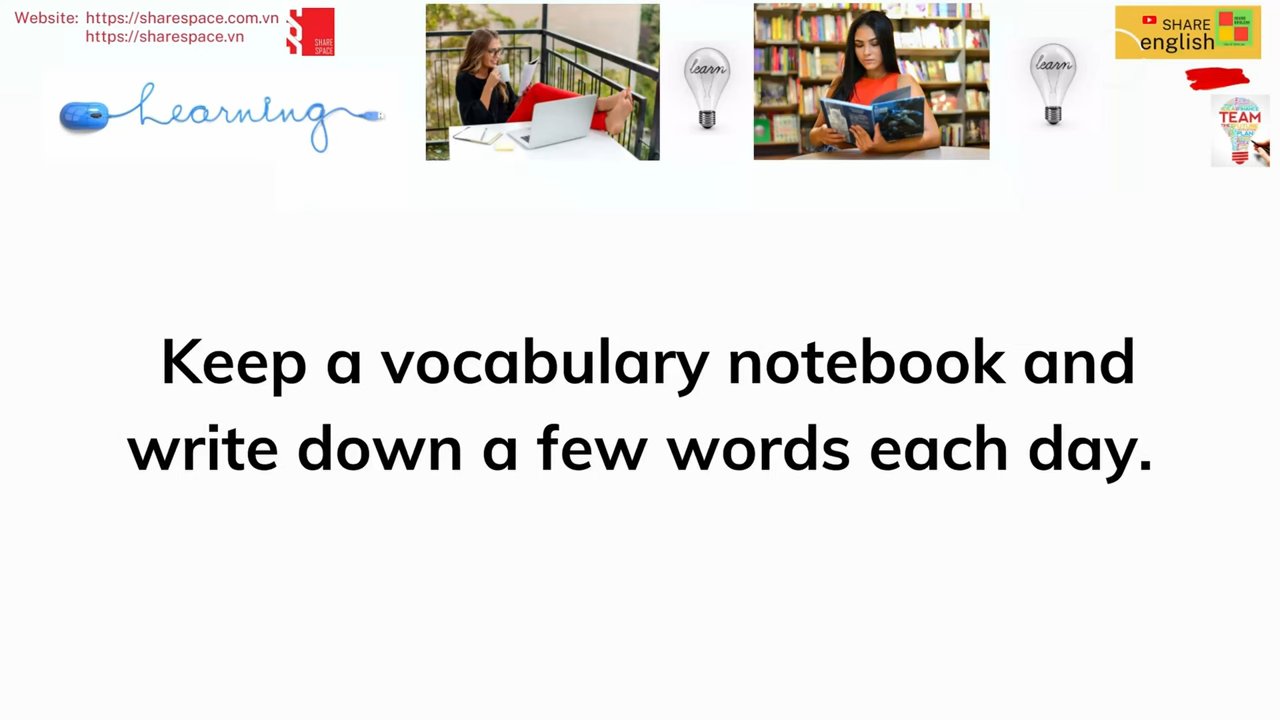 Website: https://sharespace.com.vn
https://sharespace.vn
SHARE
SPACE
Learning
learn
learn
SHARE
english
TEAM
PLAN
Keep a vocabulary notebook and
write down a few words each day.